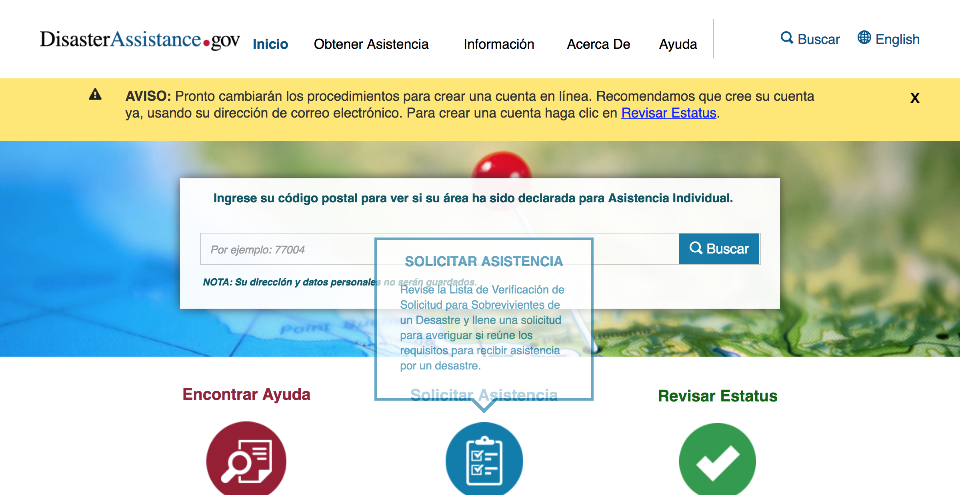 DisasterAssistance.gov
Inicio
Obtener Asistencia
Información
Acerca De
Ayuda
Buscar
English
AVISO: Pronto cambiarán los procedimientos para crear una cuenta en línea. Recomendamos que cree su cuenta
ya, usando su dirección de correo electrónico. Para crear una cuenta haga clic en Revisar Estatus.
X
Ingrese su código postal para ver si su área ha sido declarada para Asistencia Individual.
Por ejemplo: 77004
Buscar
NOTA: Su dirección y datos personales no serán guardados.
SOLICITAR ASISTENCIA
Revise la Lista de Verificación de
Solicitud para Sobrevivientes de
un Desastre y llene una solicitud
para averiguar si reúne los
requisitos para recibir asistencia
por un desastre.
Point
Encontrar Ayuda
Solicitar Asistencia
Revisar Estatus